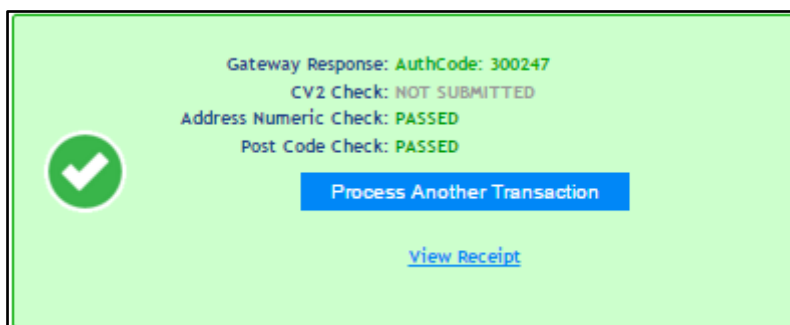 Gateway Response: AuthCode: 300247
CV2 Check: NOT SUBMITTED
Address Numeric Check: PASSED
Post Code Check: PASSED
Process Another Transaction
View Receipt